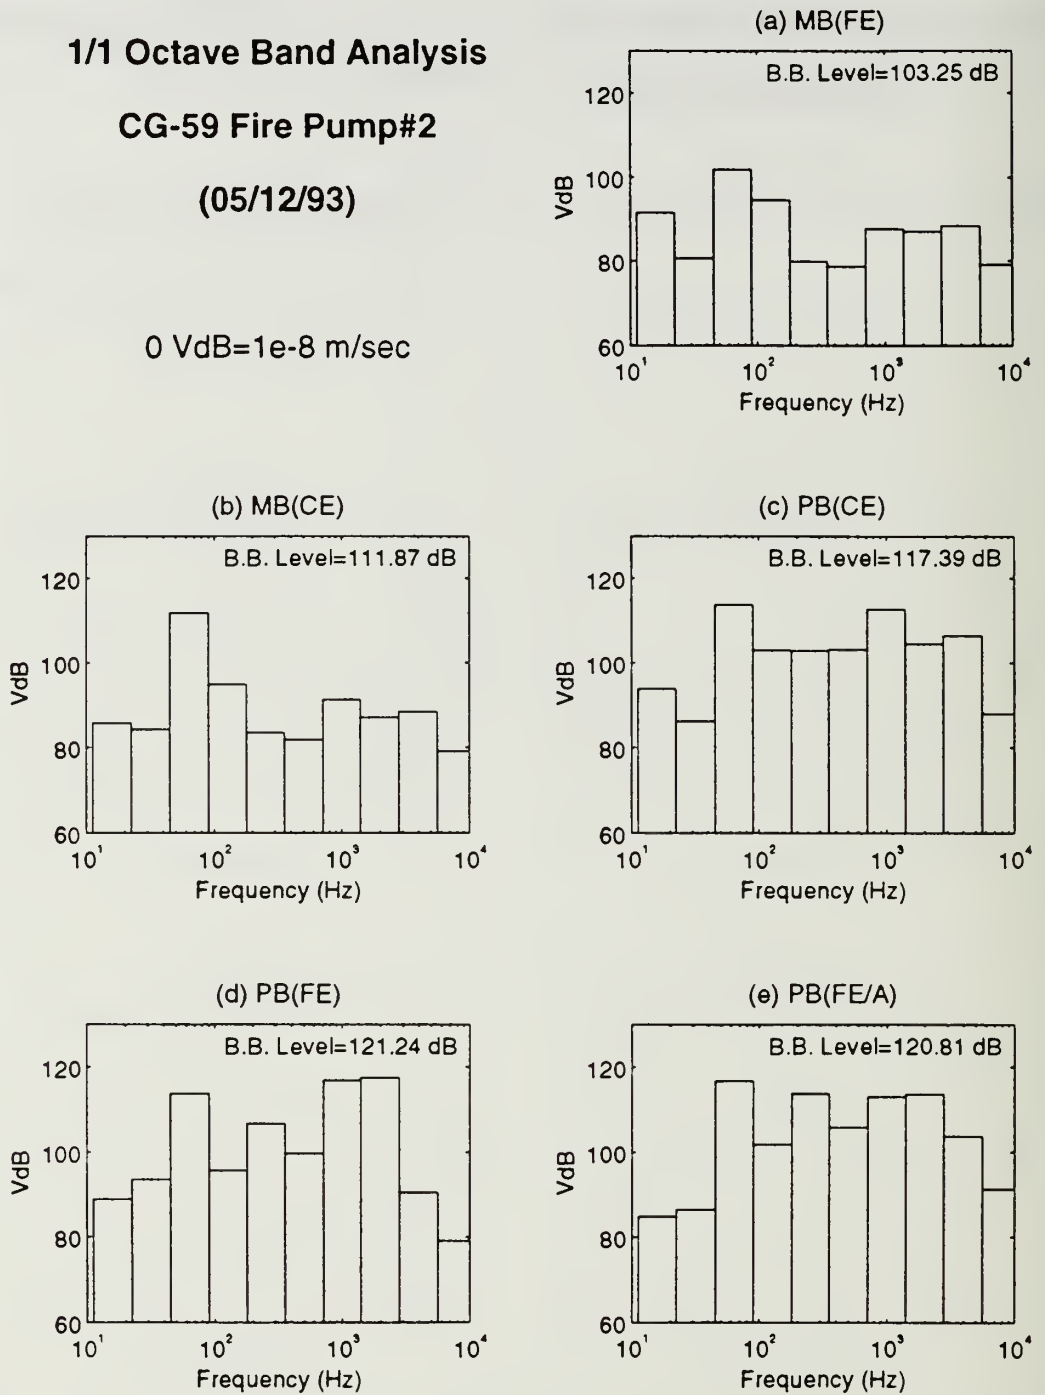 1/1 Octave Band Analysis
CG-59 Fire Pump#2
(05/12/93)
0 VdB=1e-8 m/sec
(a) MB(FE)
B.B. Level=103.25 dB
120
100
80
60
VdB
10¹ 10² 10³ 10⁴
Frequency (Hz)
(b) MB(CE)
B.B. Level=111.87 dB
120
100
80
60
VdB
10¹ 10² 10³ 10⁴
Frequency (Hz)
(c) PB(CE)
B.B. Level=117.39 dB
120
100
80
60
VdB
10¹ 10² 10³ 10⁴
Frequency (Hz)
(d) PB(FE)
B.B. Level=121.24 dB
120
100
80
60
VdB
10¹ 10² 10³ 10⁴
Frequency (Hz)
(e) PB(FE/A)
B.B. Level=120.81 dB
120
100
80
60
VdB
10¹ 10² 10³ 10⁴
Frequency (Hz)